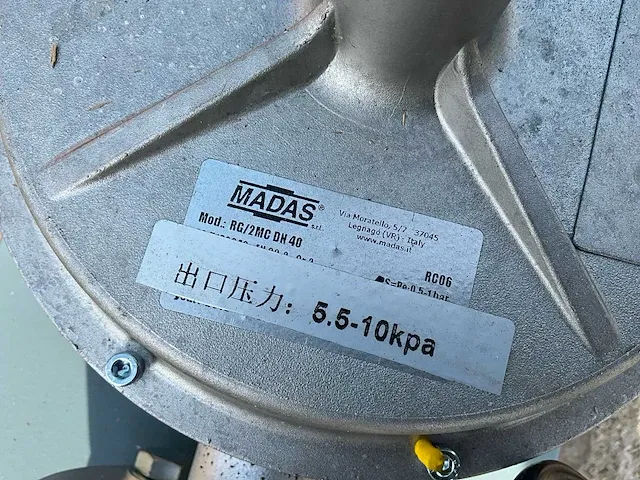 MADAS® s.r.l.
Via Moratello, 5/7 37045
Legnago (VR) - Italy
www.madas.it
Mod.: RG/2MC DN 40
RC06
出口压力：5.5-10kpa